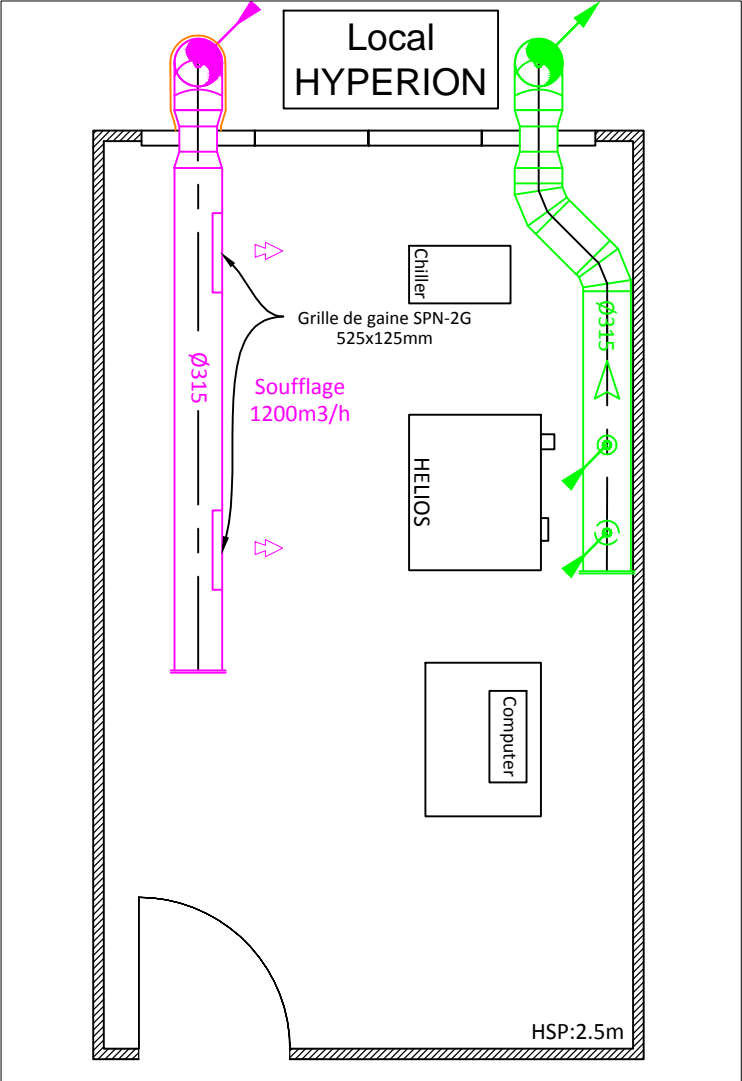 Local
HYPERION
Chiller
Grille de gaine SPN-2G
525x125mm
Ø315
Ø315
Soufflage
1200m3/h
HELIOS
Computer
HSP:2.5m